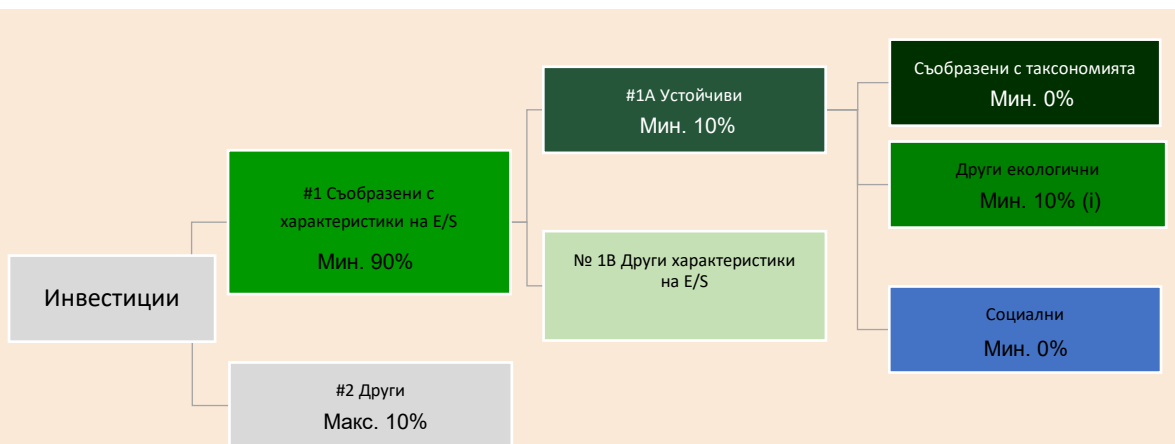 Съобразени с таксономията
Мин. 0%
#1A Устойчиви
Мин. 10%
Други екологични
Мин. 10% (i)
#1 Съобразени с
характеристики на E/S
Мин. 90%
№ 1B Други характеристики
на E/S
Инвестиции
Социални
Мин. 0%
#2 Други
Макс. 10%